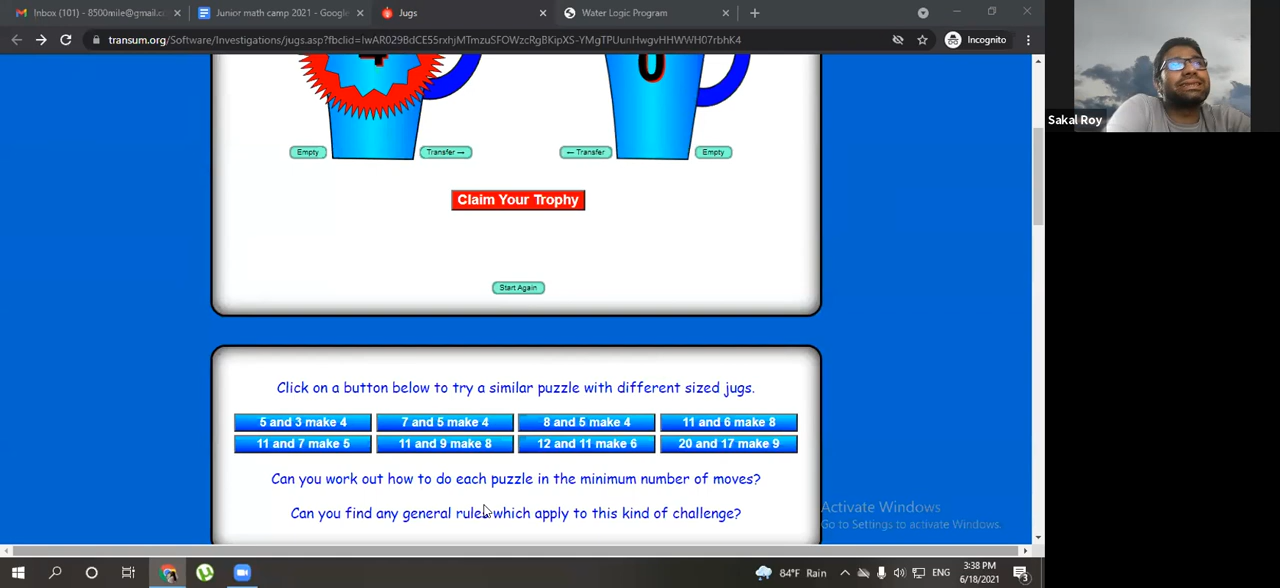 Inbox (101) - 8500mile@gmail.c
Junior math camp 2021 - Google
Jugs
Water Logic Program
transum.org/Software/Investigations/jugs.asp?fbclid=IwAR029BdCE55rxhjMTmzuSFOWzcRgBKipXS-YMgTPUunHwgvHHWWH07rbhK4
Incognito
0
Sakal Roy
Empty
Transfer →
← Transfer
Empty
Claim Your Trophy
Start Again
Click on a button below to try a similar puzzle with different sized jugs.
5 and 3 make 4
7 and 5 make 4
8 and 5 make 4
11 and 6 make 8
11 and 7 make 5
11 and 9 make 8
12 and 11 make 6
20 and 17 make 9
Can you work out how to do each puzzle in the minimum number of moves?
Can you find any general rules which apply to this kind of challenge?
Activate Windows
Go to Settings to activate Windows.
84°F Rain
ENG
3:38 PM
6/18/2021
3